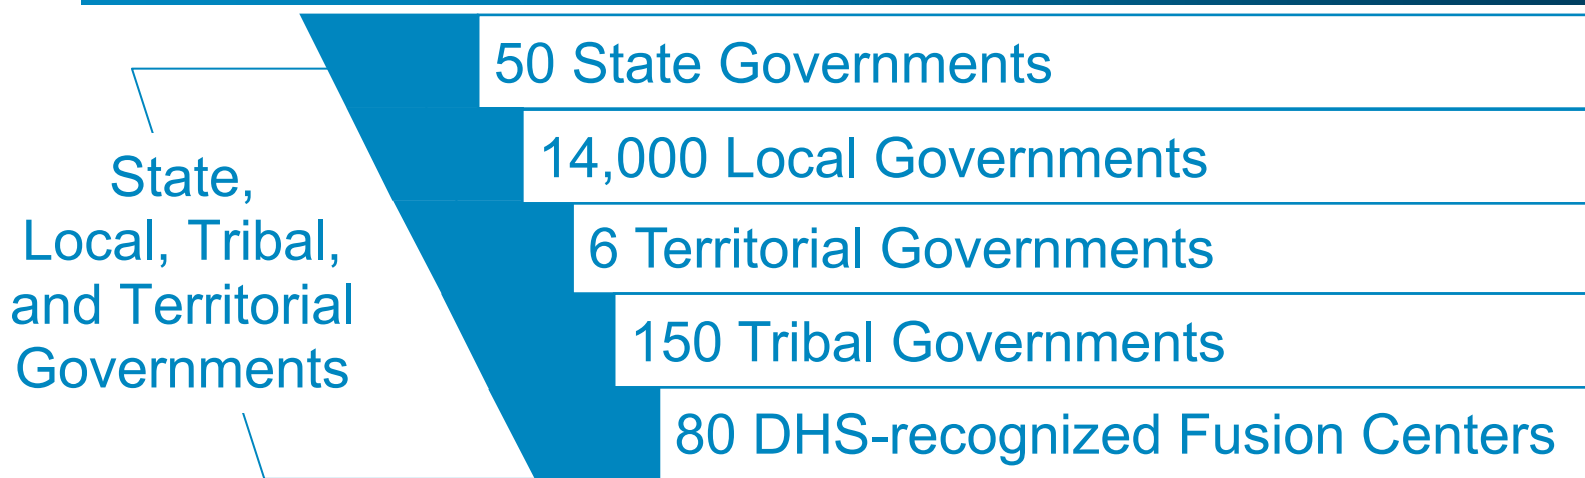 State,
Local, Tribal,
and Territorial
Governments
50 State Governments
14,000 Local Governments
6 Territorial Governments
150 Tribal Governments
80 DHS-recognized Fusion Centers